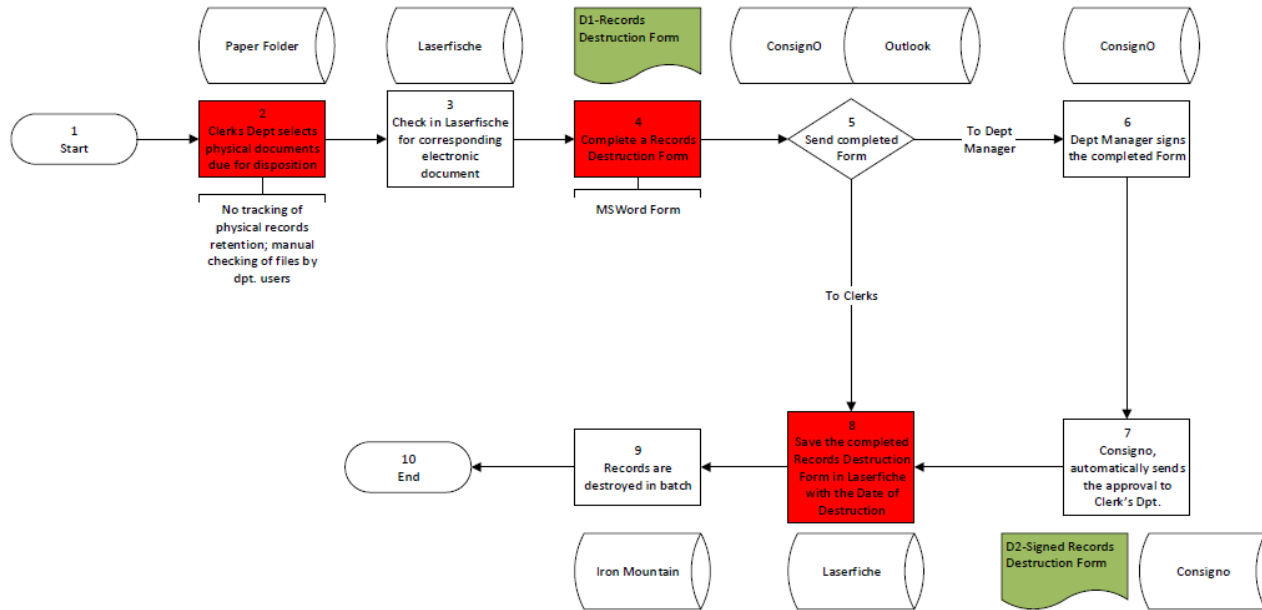 Paper Folder
Laserfische
D1-Records
Destruction Form
ConsignO
Outlook
ConsignO
1
Start
2
Clerks Dept selects
physical documents
due for disposition
3
Check in Laserfische
for corresponding
electronic
document
4
Complete a Records
Destruction Form
5
Send completed
Form
To Dept
Manager
6
Dept Manager signs
the completed Form
No tracking of
physical records
retention; manual
checking of files by
dpt. users
MSWord Form
To Clerks
10
End
9
Records are
destroyed in batch
8
Save the completed
Records Destruction
Form in Laserfiche
with the Date of
Destruction
7
Consigno,
automatically sends
the approval to
Clerk's Dpt.
Iron Mountain
Laserfiche
D2-Signed Records
Destruction Form
Consigno